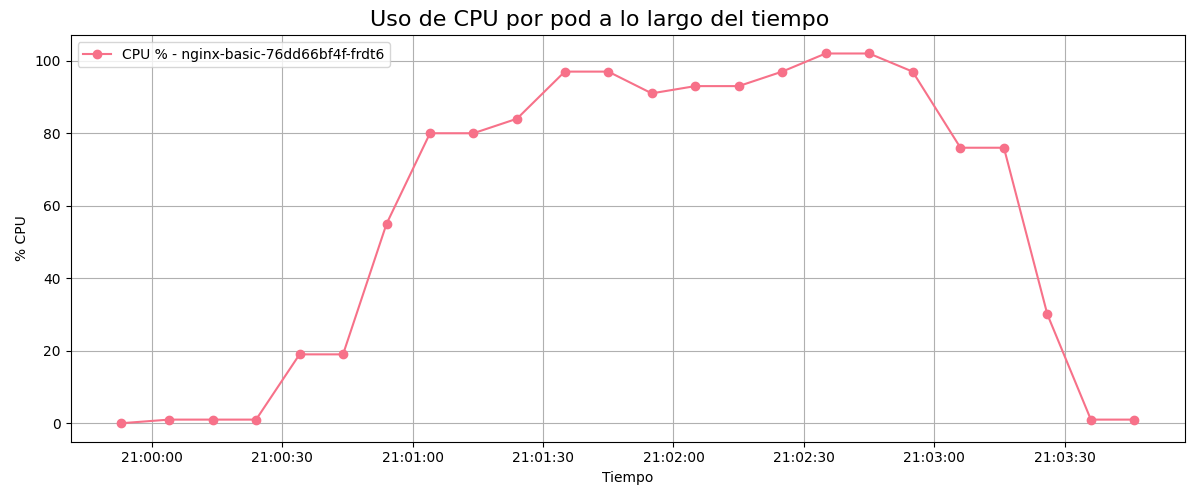 Uso de CPU por pod a lo largo del tiempo
CPU % - nginx-basic-76dd66bf4f-frdt6
% CPU
100
80
60
40
20
0
21:00:00 21:00:30 21:01:00 21:01:30 21:02:00 21:02:30 21:03:00 21:03:30
Tiempo